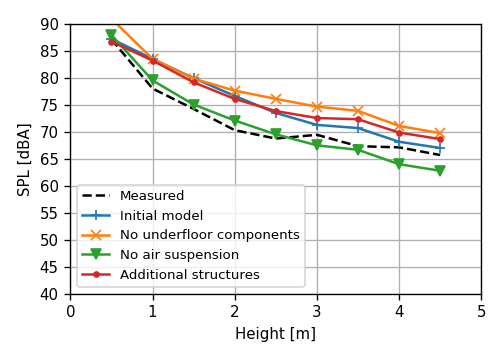 90
85
80
75
70
65
60
55
50
45
40
SPL [dBA]
Measured
Initial model
No underfloor components
No air suspension
Additional structures
0 1 2 3 4 5
Height [m]